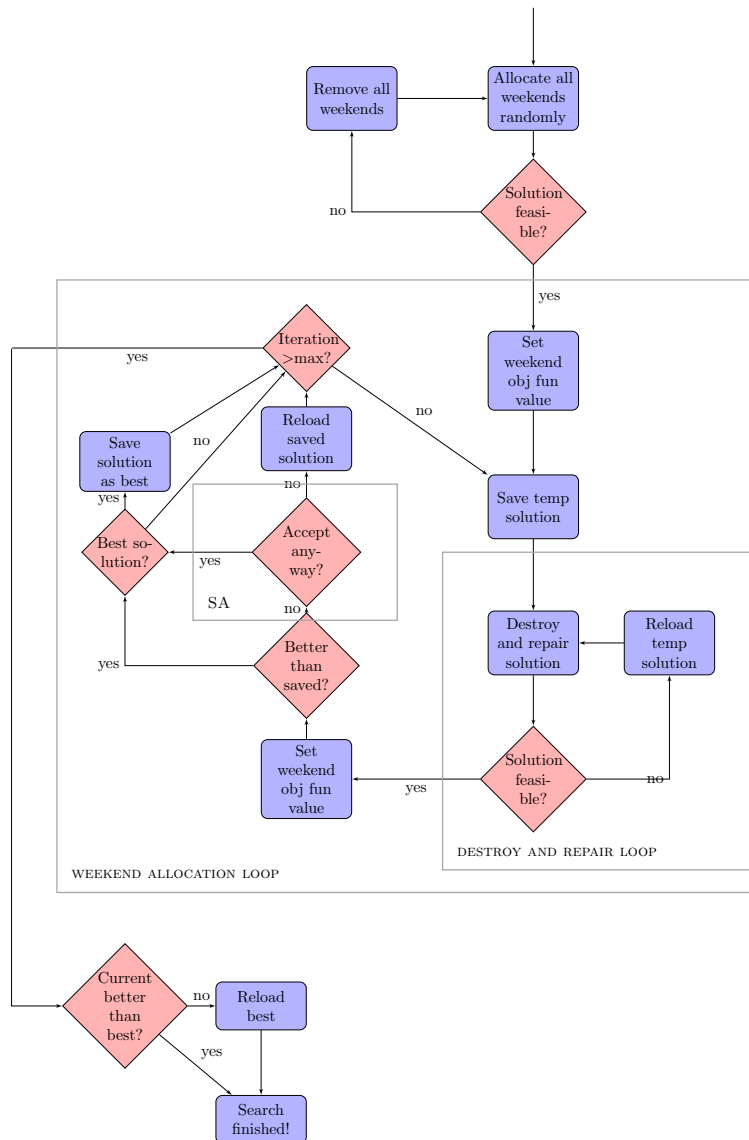 Remove all
weekends
Allocate all
weekends
randomly
Solution
feasi-
ble?
no
yes
Iteration
>max?
yes
no
Set
weekend
obj fun
value
Save
solution
as best
no
Reload
saved
solution
yes
no
Save temp
solution
Best so-
lution?
yes
Accept
any-
way?
SA
no
Better
than
saved?
yes
Destroy
and repair
solution
Reload
temp
solution
Set
weekend
obj fun
value
yes
Solution
feasi-
ble?
no
DESTROY AND REPAIR LOOP
WEEKEND ALLOCATION LOOP
Current
better
than
best?
no
Reload
best
yes
Search
finished!